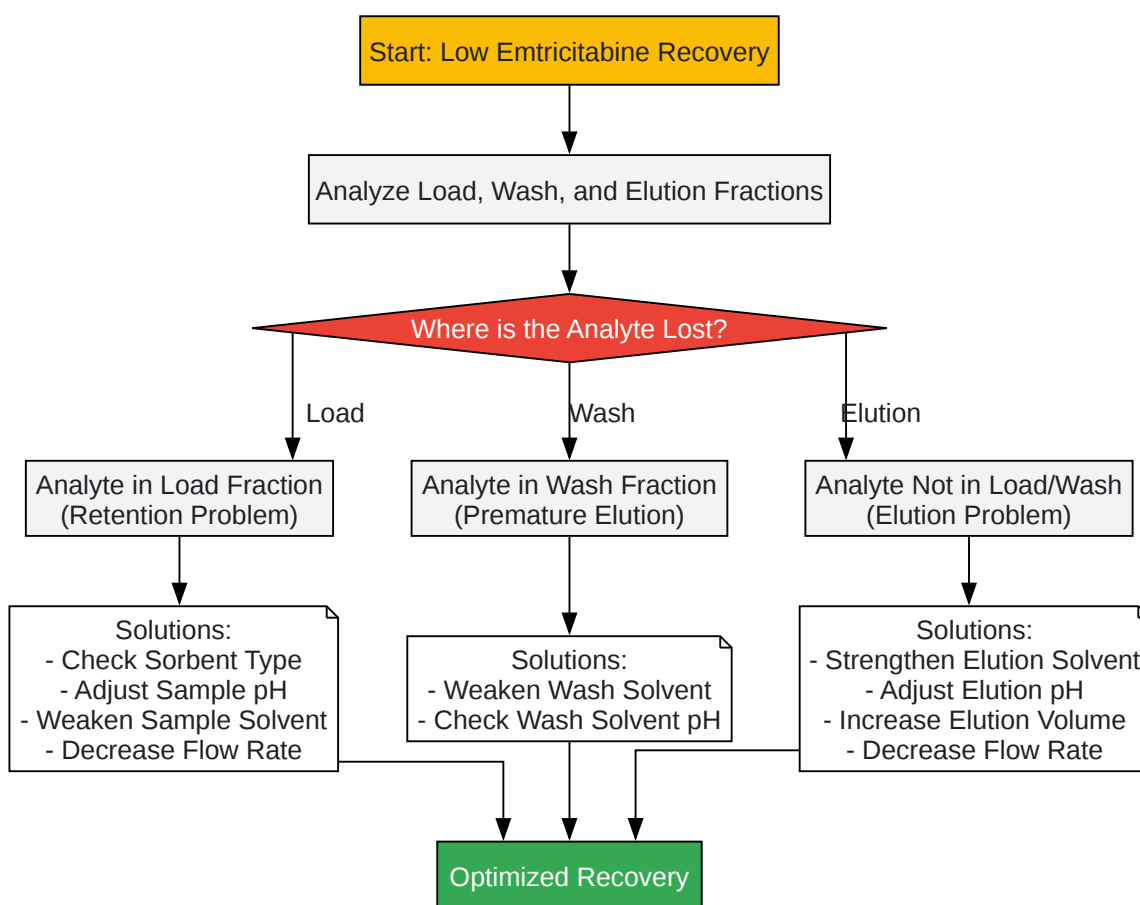 Start: Low Emtricitabine Recovery
Analyze Load, Wash, and Elution Fractions
Where is the Analyte Lost?
Load
Wash
Elution
Analyte in Load Fraction
(Retention Problem)
Analyte in Wash Fraction
(Premature Elution)
Analyte Not in Load/Wash
(Elution Problem)
Solutions:
- Check Sorbent Type
- Adjust Sample pH
- Weaken Sample Solvent
- Decrease Flow Rate
Solutions:
- Weaken Wash Solvent
- Check Wash Solvent pH
Solutions:
- Strengthen Elution Solvent
- Adjust Elution pH
- Increase Elution Volume
- Decrease Flow Rate
Optimized Recovery